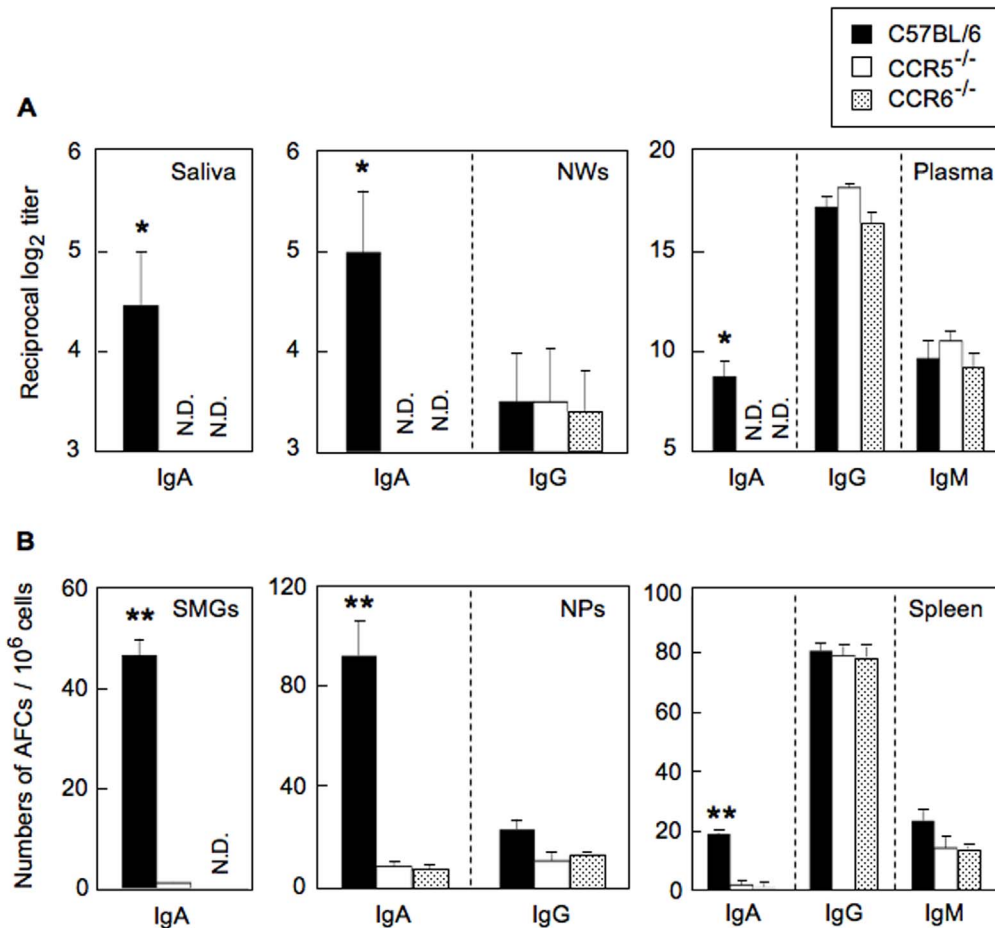 C57BL/6
CCR5-/-
CCR6-/-
A
Reciprocal log2 titer
6
5
4
3
Saliva
*
N.D.
N.D.
IgA
6
5
4
3
NWs
*
N.D.
N.D.
IgA
IgG
20
15
10
5
Plasma
*
N.D.
N.D.
IgA
IgG
IgM
B
Numbers of AFCs / 10^6 cells
60
40
20
0
SMGs
**
N.D.
IgA
120
80
40
0
NPs
**
IgA
IgG
100
80
60
40
20
0
Spleen
**
IgA
IgG
IgM